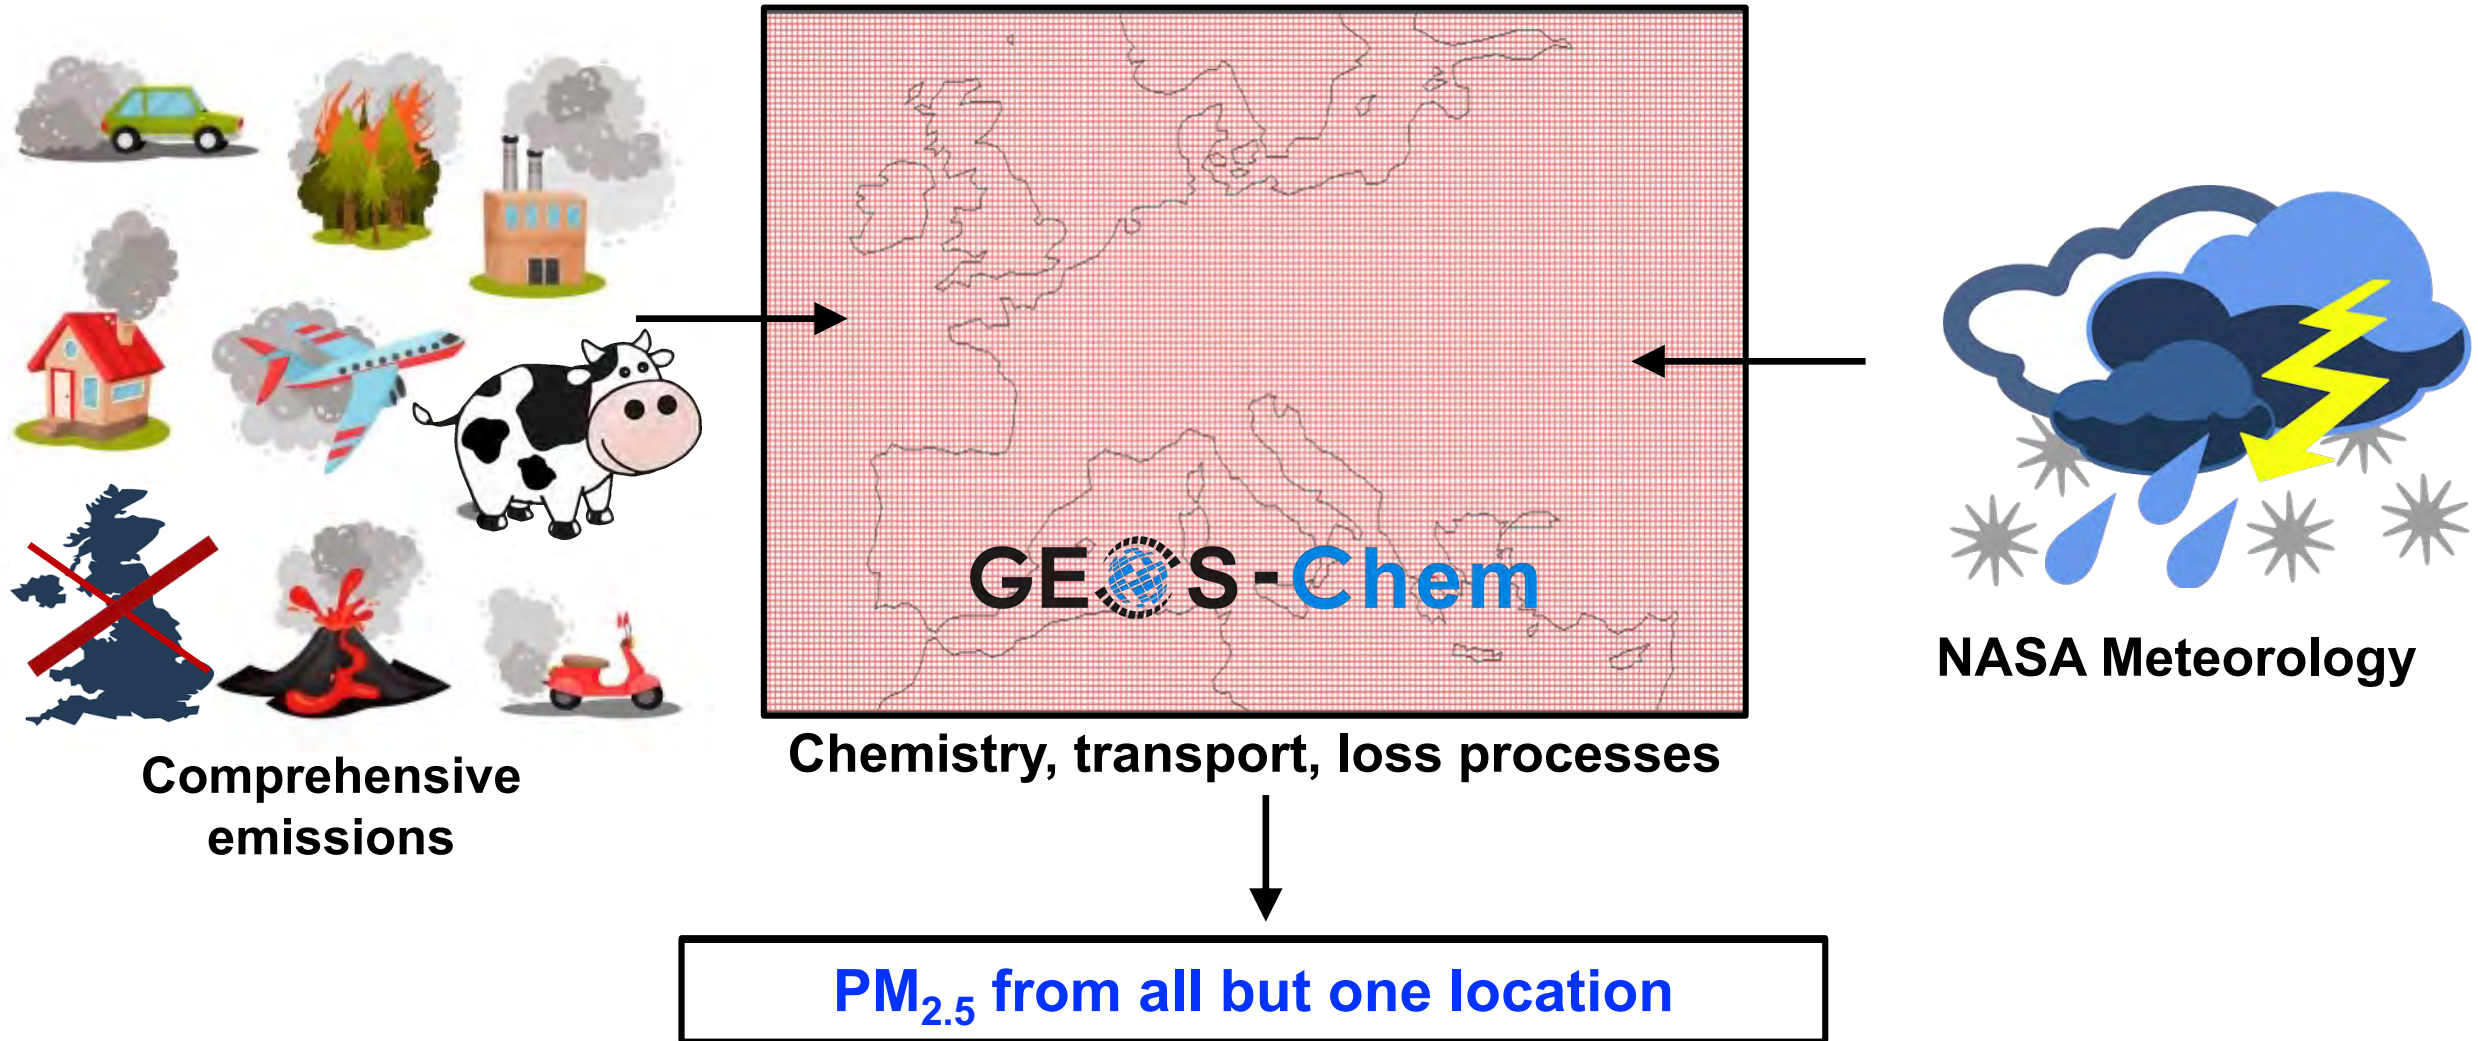 GEOS-Chem
Chemistry, transport, loss processes
Comprehensive
emissions
NASA Meteorology
PM2.5 from all but one location